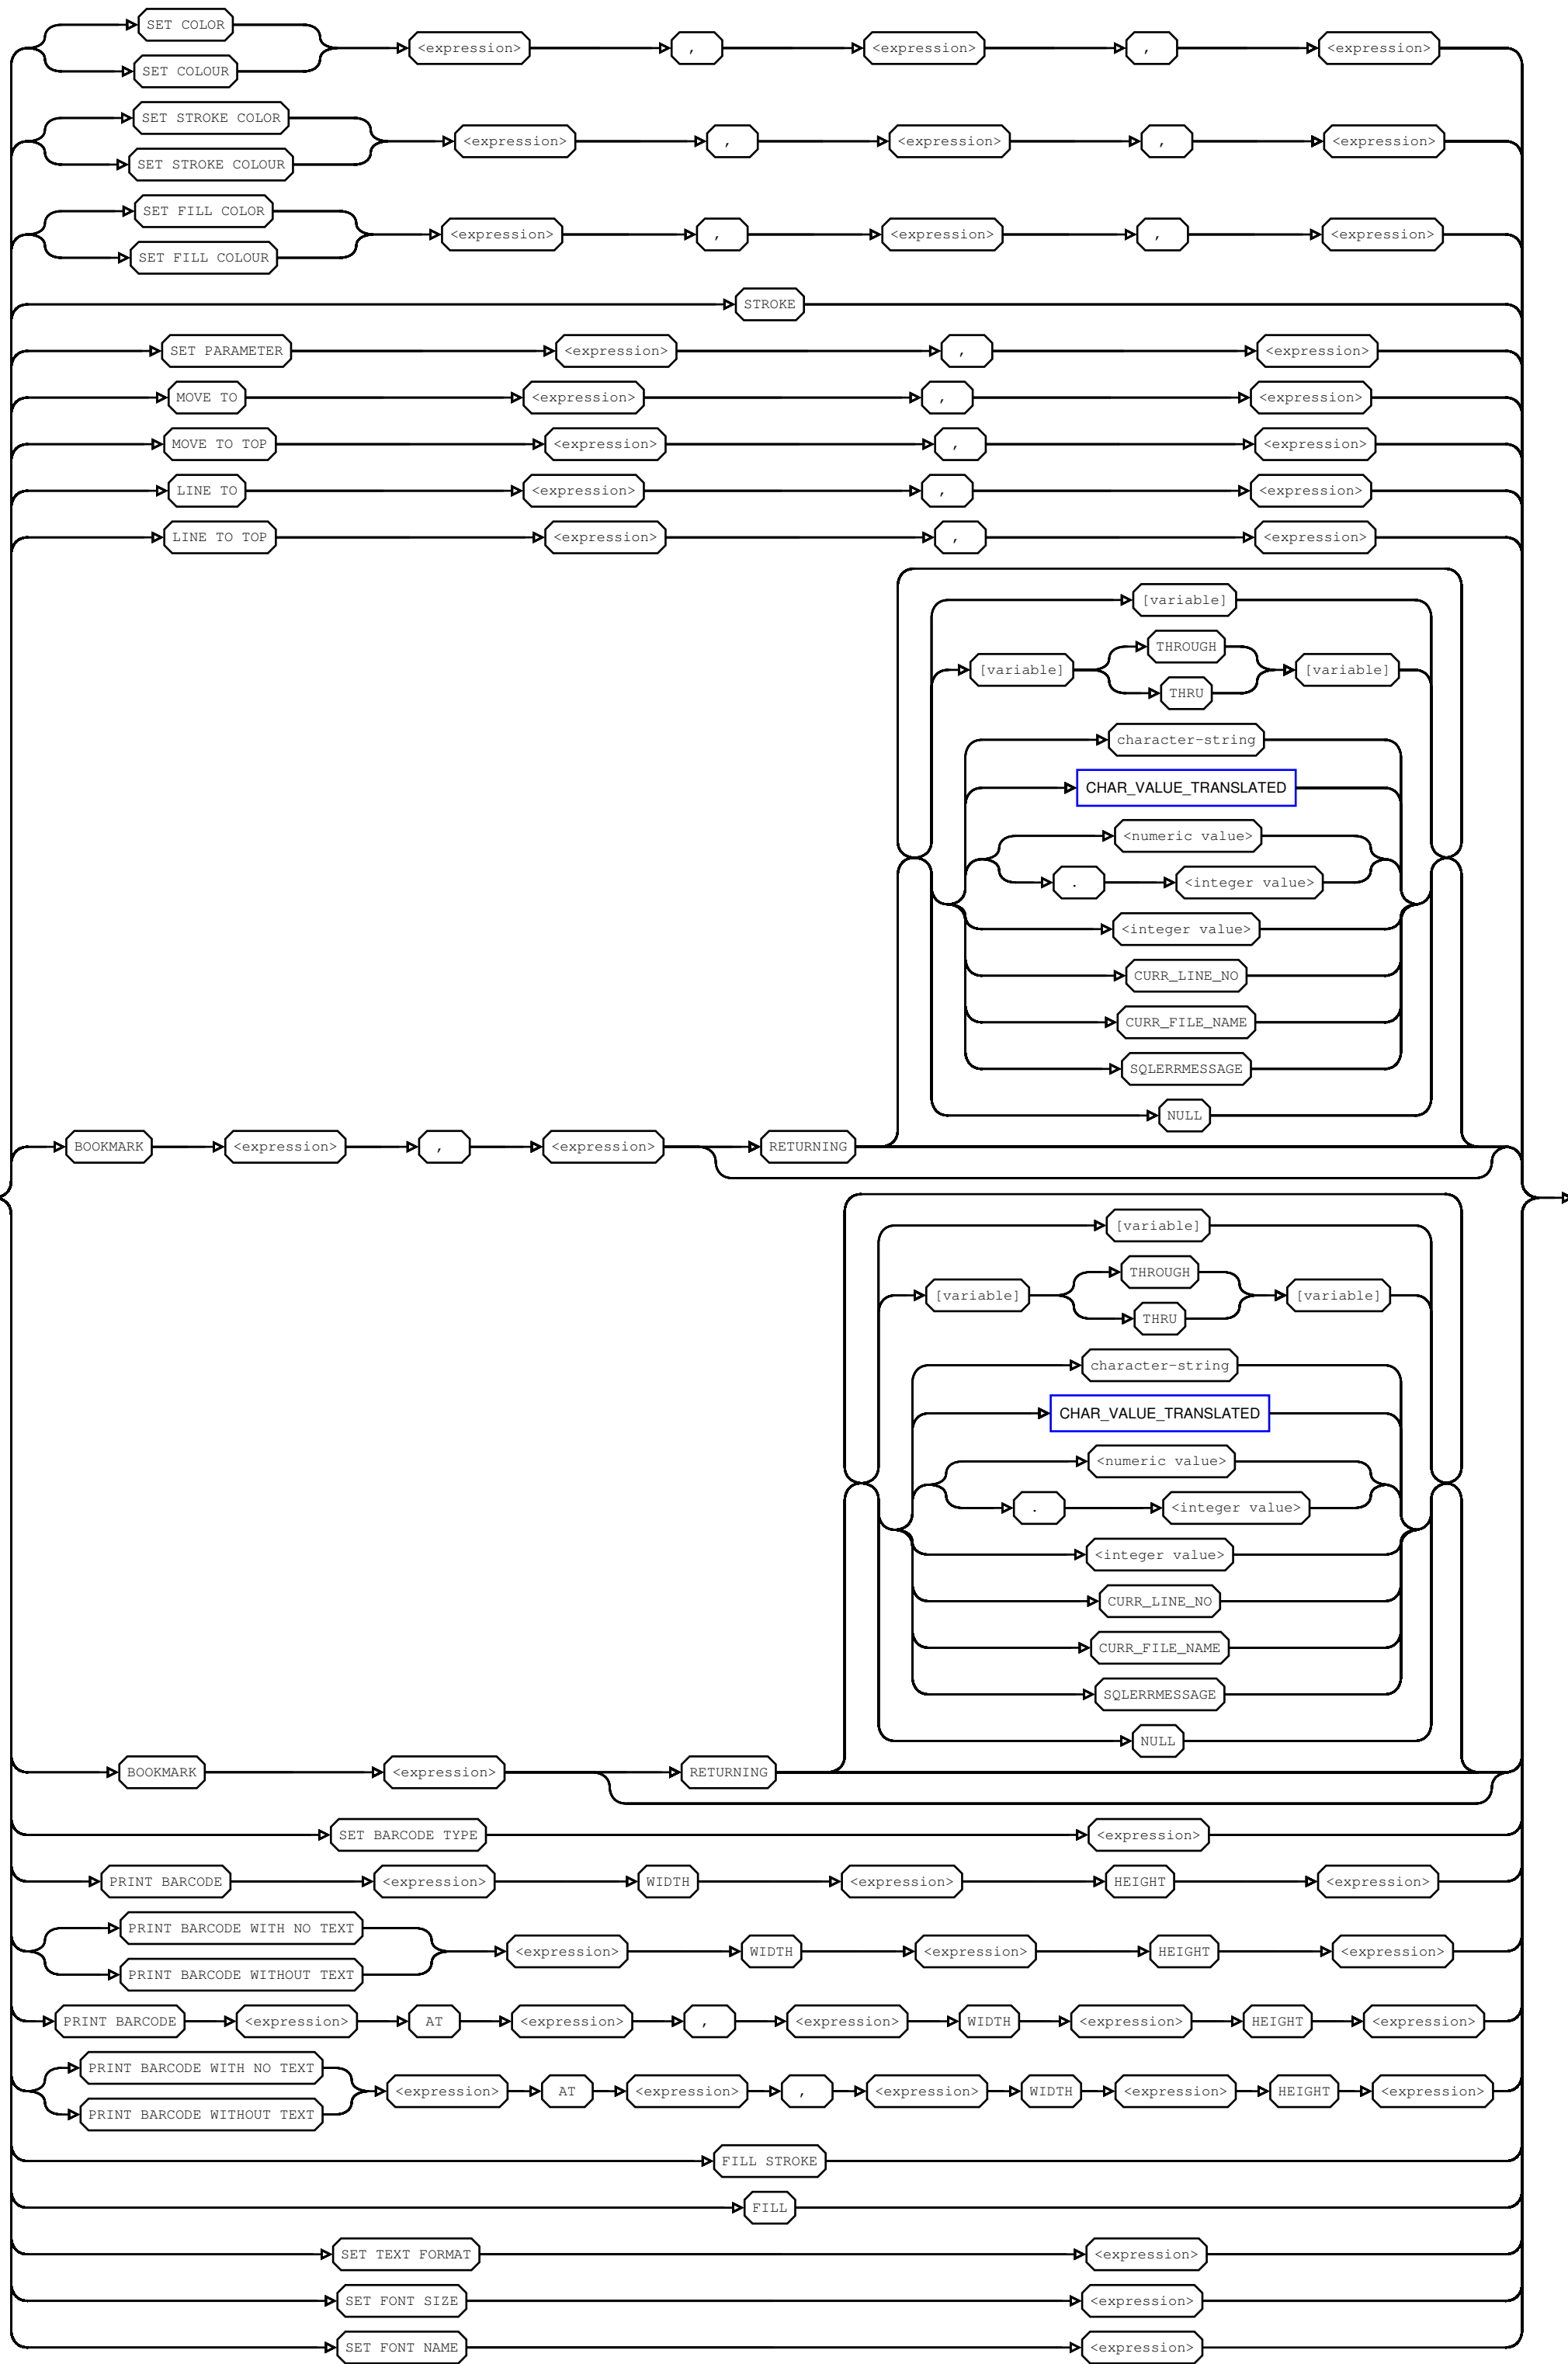 SET COLOR
SET COLOUR
<expression> , <expression> , <expression>
SET STROKE COLOR
SET STROKE COLOUR
<expression> , <expression> , <expression>
SET FILL COLOR
SET FILL COLOUR
<expression> , <expression> , <expression>
STROKE
SET PARAMETER <expression> , <expression>
MOVE TO <expression> , <expression>
MOVE TO TOP <expression> , <expression>
LINE TO <expression> , <expression>
LINE TO TOP <expression> , <expression>
[variable]
THROUGH
[variable] [variable]
THRU
character-string
CHAR_VALUE_TRANSLATED
<numeric value>
. <integer value>
<integer value>
CURR_LINE_NO
CURR_FILE_NAME
SQLERRMESSAGE
NULL
BOOKMARK <expression> , <expression> RETURNING
[variable]
THROUGH
[variable] [variable]
THRU
character-string
CHAR_VALUE_TRANSLATED
<numeric value>
. <integer value>
<integer value>
CURR_LINE_NO
CURR_FILE_NAME
SQLERRMESSAGE
NULL
BOOKMARK <expression> RETURNING
SET BARCODE TYPE <expression>
PRINT BARCODE <expression> WIDTH <expression> HEIGHT <expression>
PRINT BARCODE WITH NO TEXT
PRINT BARCODE WITHOUT TEXT
<expression> WIDTH <expression> HEIGHT <expression>
PRINT BARCODE <expression> AT <expression> , <expression> WIDTH <expression> HEIGHT <expression>
PRINT BARCODE WITH NO TEXT
PRINT BARCODE WITHOUT TEXT
<expression> AT <expression> , <expression> WIDTH <expression> HEIGHT <expression>
FILL STROKE
FILL
SET TEXT FORMAT <expression>
SET FONT SIZE <expression>
SET FONT NAME <expression>